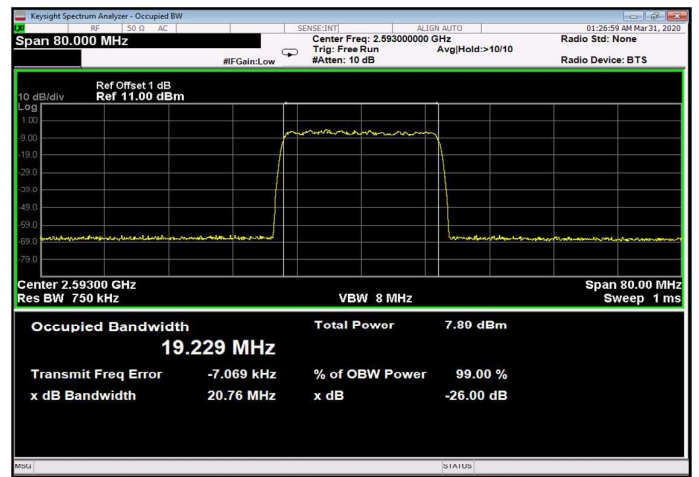 Keysight Spectrum Analyzer - Occupied BW
LXI RF 50 Ω AC SENSE:INT ALIGN AUTO 01:26:59 AM Mar 31, 2020
Span 80.000 MHz Center Freq: 2.593000000 GHz Radio Std: None
Trig: Free Run Avg|Hold:>10/10
#IFGain:Low #Atten: 10 dB Radio Device: BTS
Ref Offset 1 dB
10 dB/div Ref 11.00 dBm
Log
1.00
-9.00
-19.0
-29.0
-39.0
-49.0
-59.0
-69.0
-79.0
Center 2.59300 GHz Span 80.00 MHz
Res BW 750 kHz VBW 8 MHz Sweep 1 ms
Occupied Bandwidth Total Power 7.89 dBm
19.229 MHz
Transmit Freq Error -7.069 kHz % of OBW Power 99.00 %
x dB Bandwidth 20.76 MHz x dB -26.00 dB
MSG STATUS